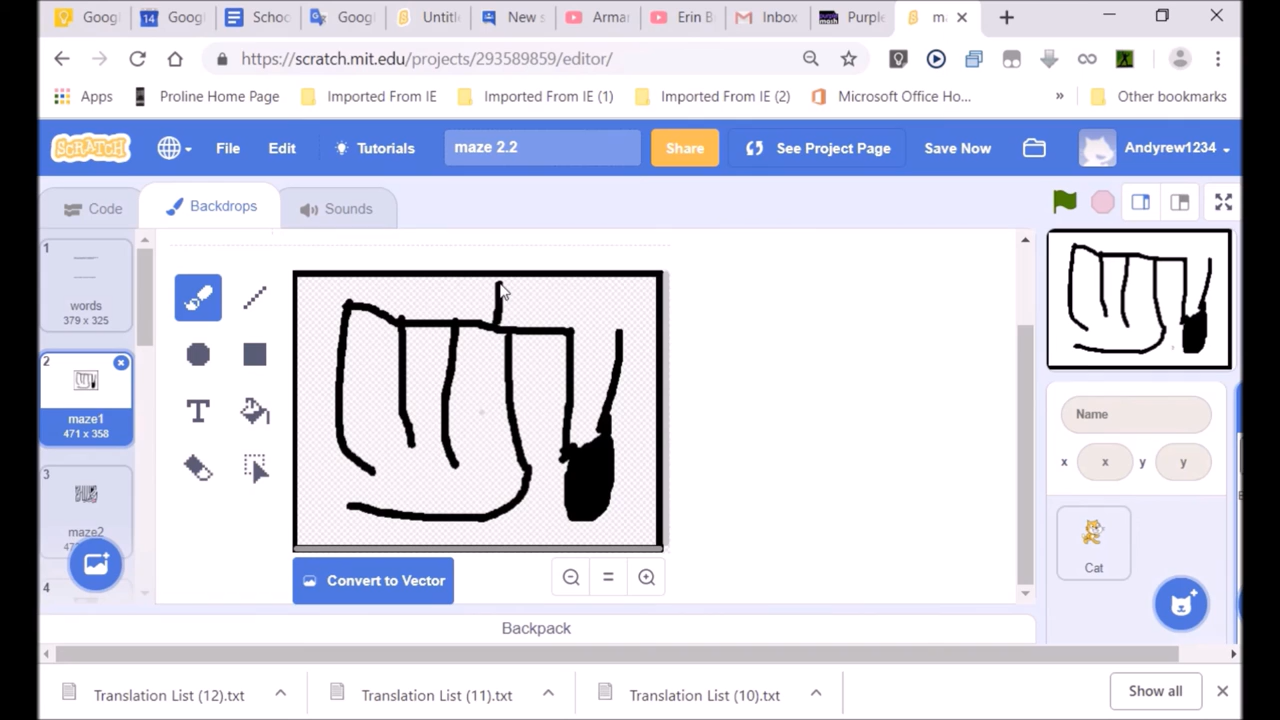 Googl 14 Googl Schoo Googl Untitl New s Armar Erin B Inbox Purple
https://scratch.mit.edu/projects/293589859/editor/
Apps Proline Home Page Imported From IE Imported From IE (1) Imported From IE (2) Microsoft Office Ho... » Other bookmarks
SCRATCH File Edit Tutorials maze 2.2 Share See Project Page Save Now Andyrew1234
Code Backdrops Sounds
1
words
379 x 325
2
maze1
471 x 358
3
maze2
4
T
Convert to Vector
Name
x x y y
Cat
Backpack
Translation List (12).txt Translation List (11).txt Translation List (10).txt Show all